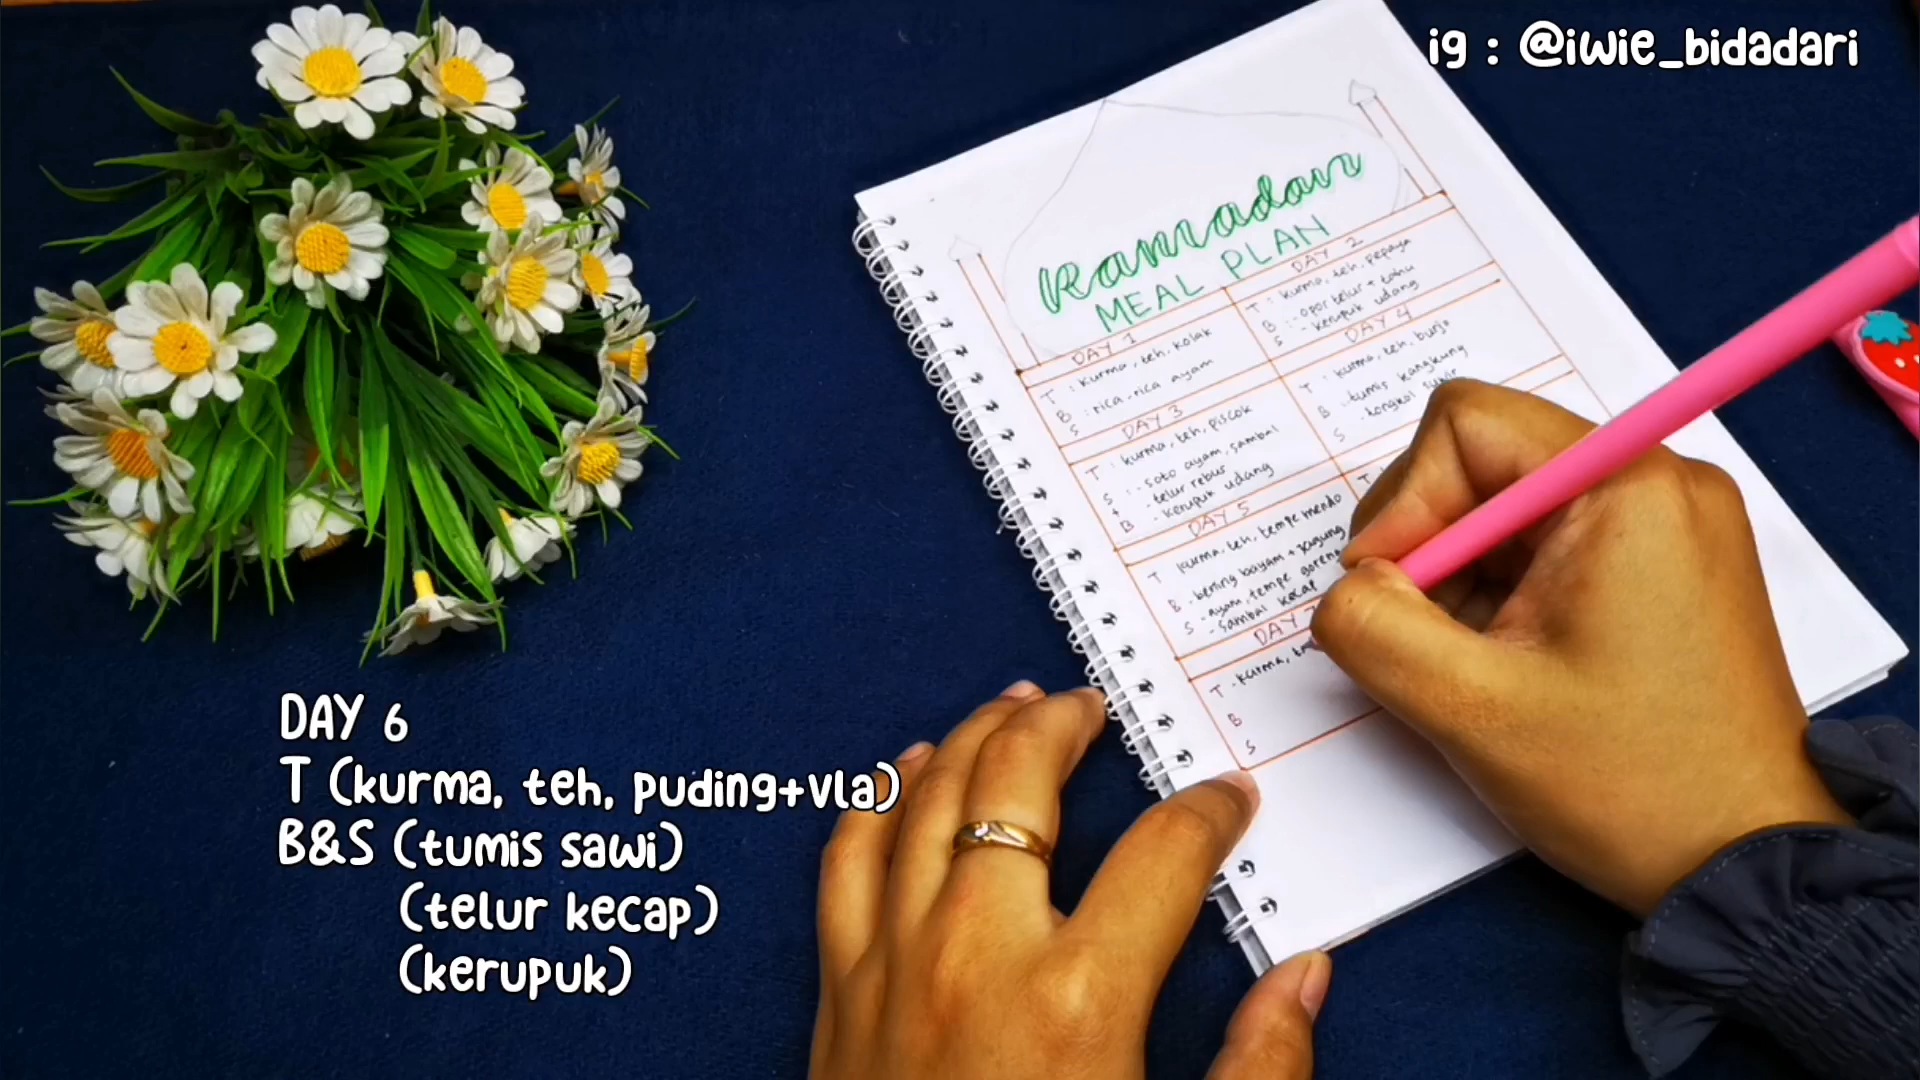 ig : @iwie_bidadari
Ramadan
MEAL PLAN
DAY 1
T : kurma, teh, kolak
B : rica-rica ayam
S
DAY 2
T : kurma, teh, pepaya
B : - opor telur + tahu
S - kerupuk udang
DAY 3
T : kurma, teh, piscok
S : - soto ayam, sambal
+ telur rebus
B - kerupuk udang
DAY 4
T : kurma, teh,
B - tumis kangkung
S - tongkol suwir
DAY 5
T kurma, teh, tempe mendo
B - bening bayam + jagung
S - ayam, tempe goreng
- sambal kecap
T
DAY 7
T - kurma,
B
S
DAY 6
T (kurma, teh, puding+vla)
B&S (tumis sawi)
(telur kecap)
(kerupuk)